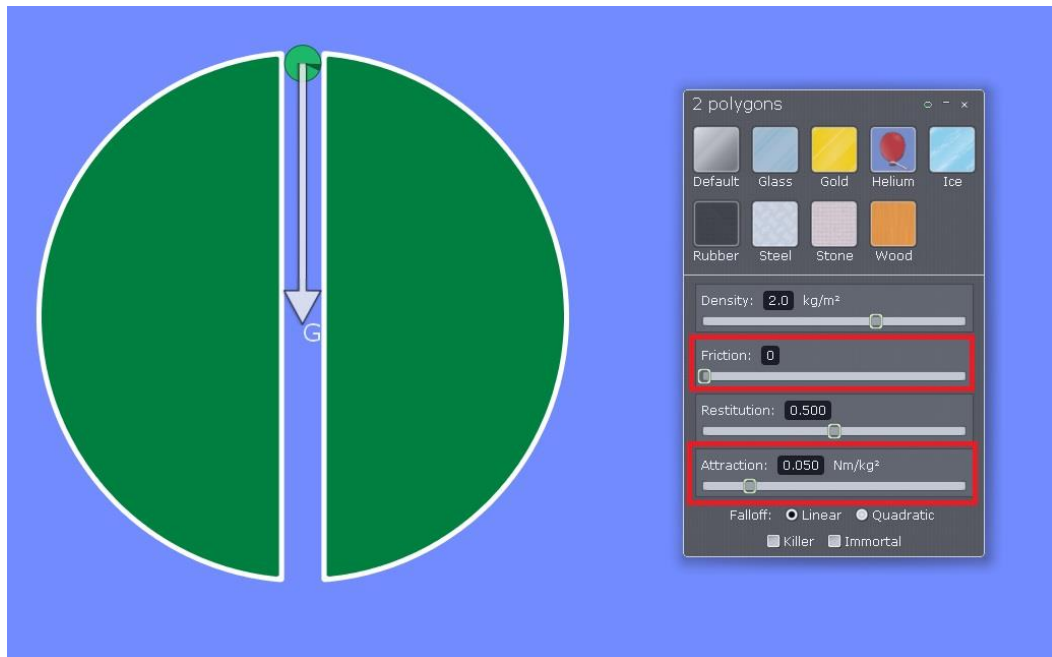 G
2 polygons
Default Glass Gold Helium Ice
Rubber Steel Stone Wood
Density: 2.0 kg/m²
Friction: 0
Restitution: 0.500
Attraction: 0.050 Nm/kg²
Falloff: Linear Quadratic
Killer Immortal